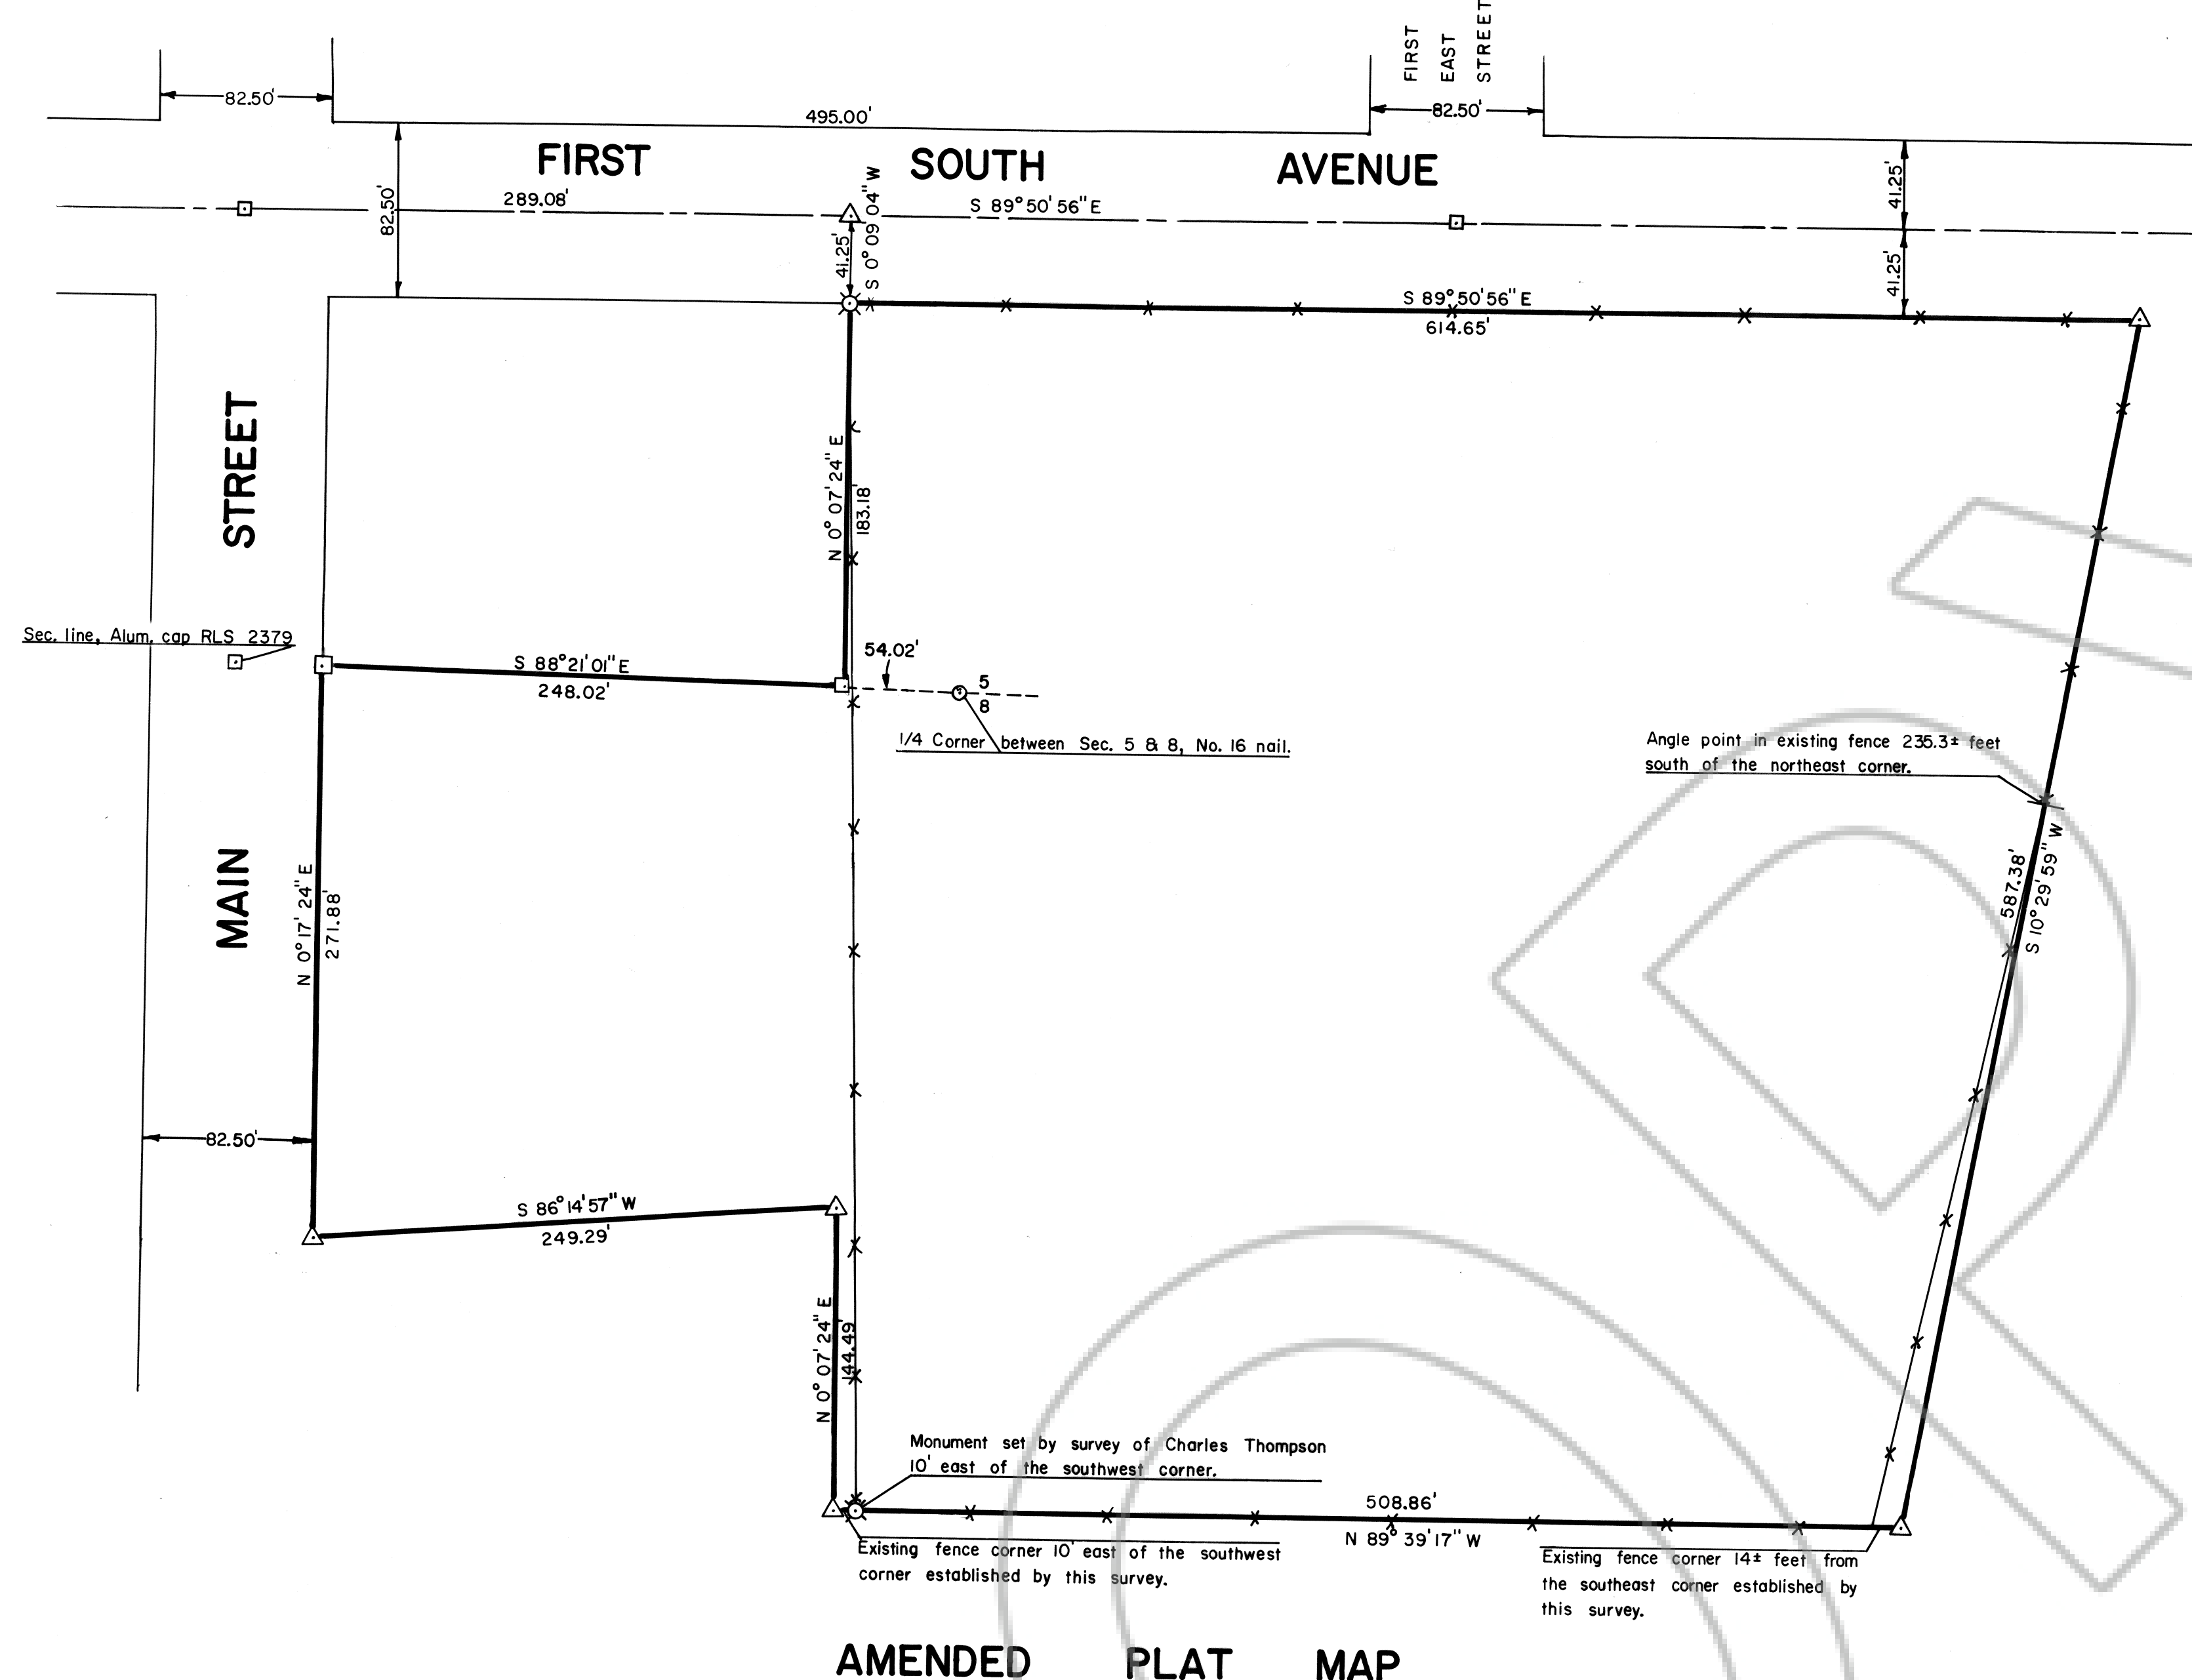 FIRST
EAST
STREET
82.50'
82.50'
495.00'
FIRST SOUTH AVENUE
289.08'
S 89°50'56"E
82.50'
41.25'
S 0°09'04"W
41.25'
41.25'
S 89°50'56"E
614.65'
MAIN STREET
N 0°07'24"E
183.18'
Sec. line, Alum. cap RLS 2379
S 88°21'01"E
248.02'
54.02'
5
8
1/4 Corner between Sec. 5 & 8, No. 16 nail.
Angle point in existing fence 235.3± feet
south of the northeast corner.
587.38'
S 10°29'59"W
N 0°17'24"E
271.88'
82.50'
S 86°14'57"W
249.29'
N 0°07'24"E
144.49'
Monument set by survey of Charles Thompson
10' east of the southwest corner.
508.86'
N 89°39'17"W
Existing fence corner 10' east of the southwest
corner established by this survey.
Existing fence corner 14± feet from
the southeast corner established by
this survey.
AMENDED PLAT MAP